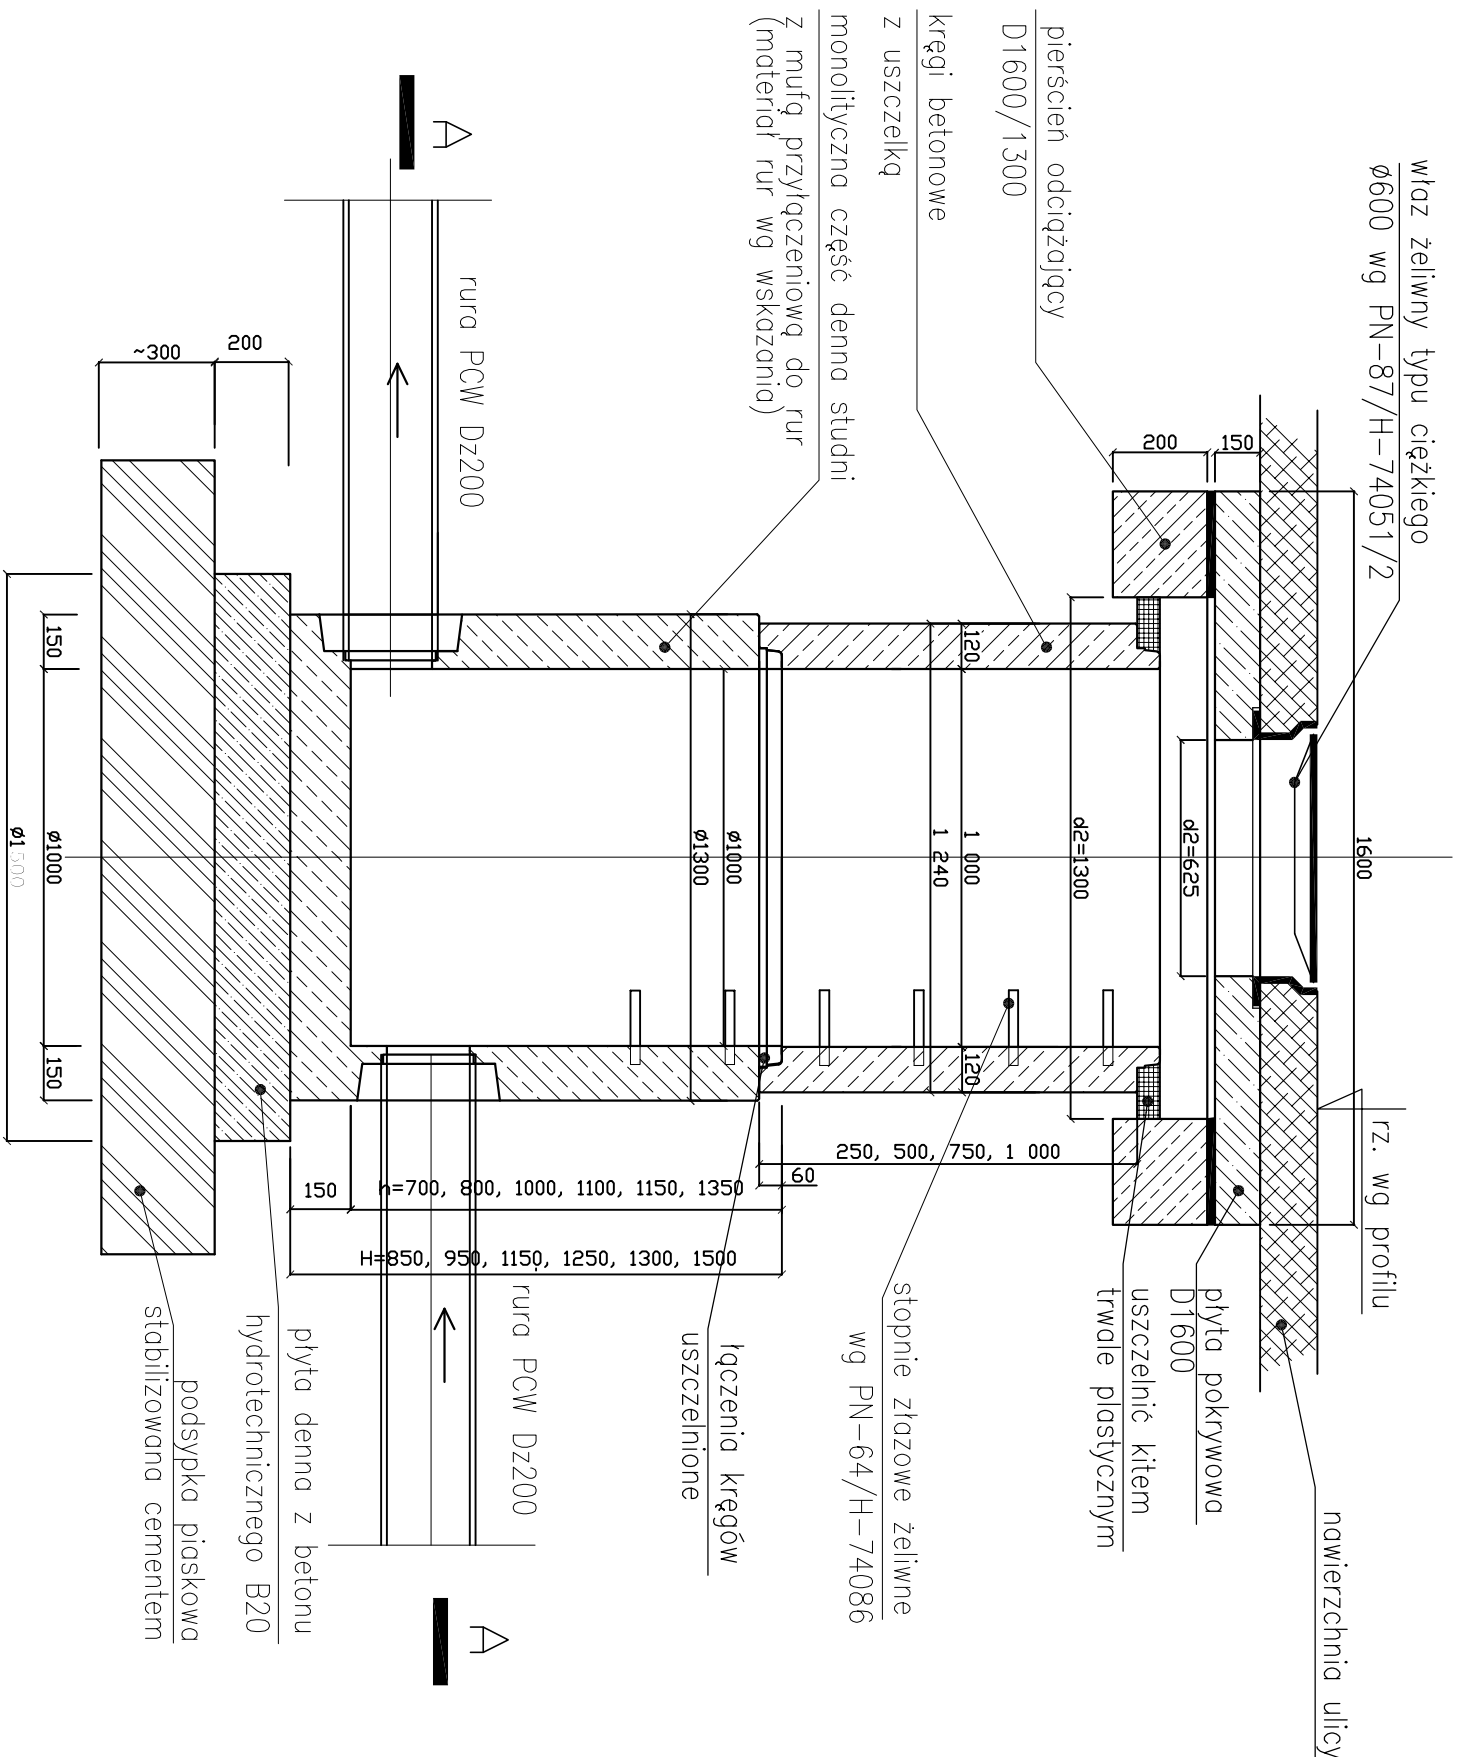 właz żeliwny typu ciężkiego
ø600 wg PN-87/H-74051/2
pierścień odciążający
D1600/1300
kręgi betonowe
z uszczelką
monolityczna część denna studni
z mufą przyłączeniową do rur
(materiał rur wg wskazania)
rura PCW Dz200
A
nawierzchnia ulicy
rz. wg profilu
płyta pokrywowa
D1600
uszczelnić kitem
trwale plastycznym
stopnie złazowe żeliwne
wg PN-64/H-74086
łączenia kręgów
uszczelnione
rura PCW Dz200
A
płyta denna z betonu
hydrotechnicznego B20
podsypka piaskowa
stabilizowana cementem
1600
150
200
d2=625
d2=1300
120
1 000
120
1 240
ø1000
ø1300
250, 500, 750, 1 000
60
150
h=700, 800, 1000, 1100, 1150, 1350
H=850, 950, 1150, 1250, 1300, 1500
200
~300
150
ø1000
150
ø1500